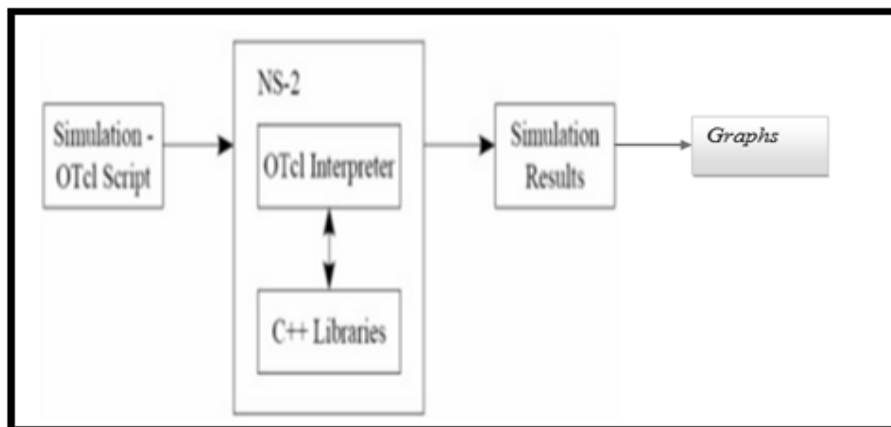 NS-2
Simulation -
OTcl Script
OTcl Interpreter
C++ Libraries
Simulation
Results
Graphs